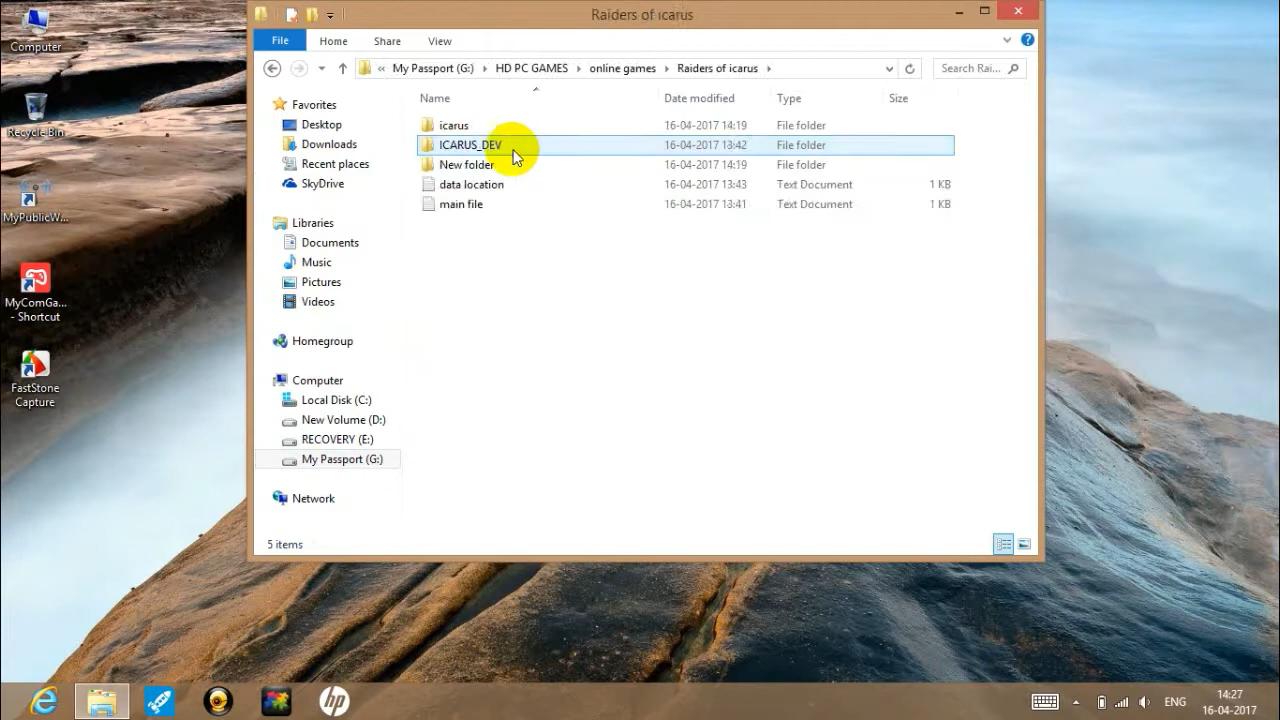 Computer
Recycle Bin
MyPublicW...
MyComGa...
- Shortcut
FastStone
Capture
Raiders of icarus
File Home Share View
« My Passport (G:) HD PC GAMES online games Raiders of icarus
Search Rai...
Name Date modified Type Size
icarus 16-04-2017 14:19 File folder
ICARUS_DEV 16-04-2017 13:42 File folder
New folder 16-04-2017 14:19 File folder
data location 16-04-2017 13:43 Text Document 1 KB
main file 16-04-2017 13:41 Text Document 1 KB
Favorites
Desktop
Downloads
Recent places
SkyDrive
Libraries
Documents
Music
Pictures
Videos
Homegroup
Computer
Local Disk (C:)
New Volume (D:)
RECOVERY (E:)
My Passport (G:)
Network
5 items
hp
ENG
14:27
16-04-2017